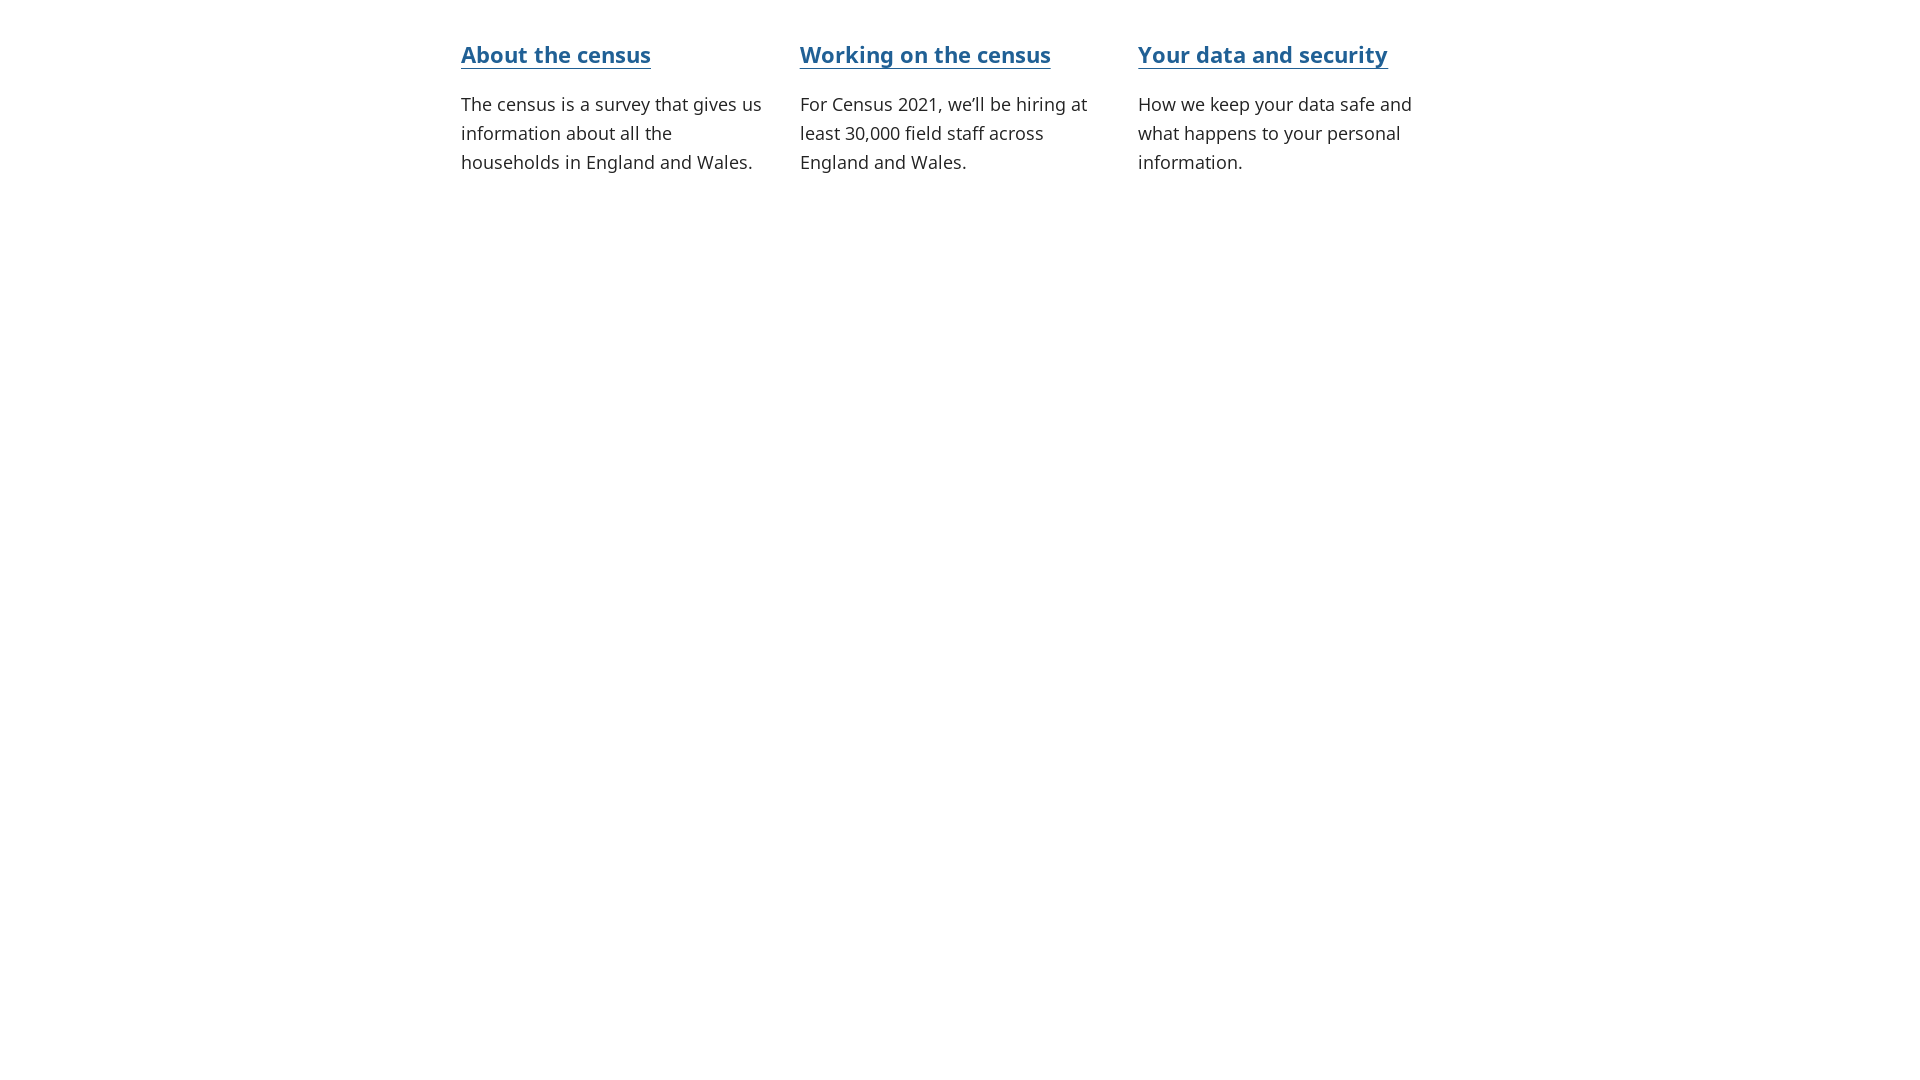 About the census
The census is a survey that gives us
information about all the
households in England and Wales.
Working on the census
For Census 2021, we’ll be hiring at
least 30,000 field staff across
England and Wales.
Your data and security
How we keep your data safe and
what happens to your personal
information.